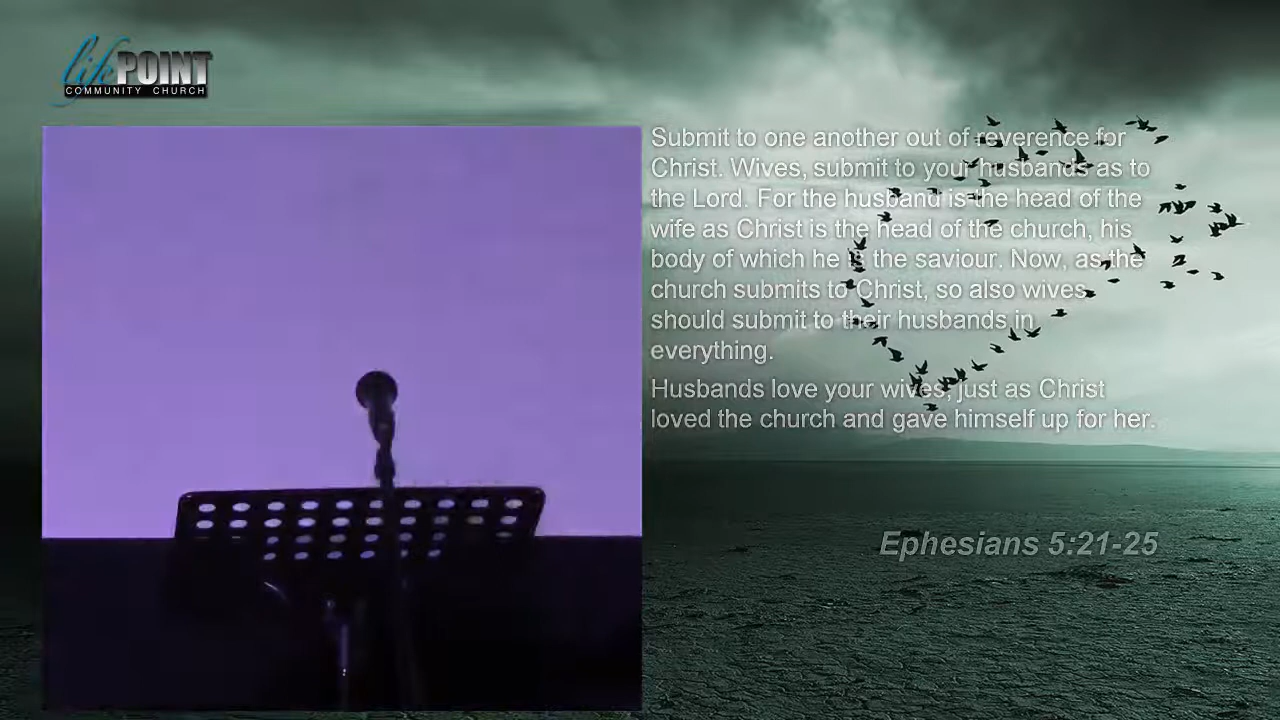 life POINT
COMMUNITY CHURCH
Submit to one another out of reverence for
Christ. Wives, submit to your husbands as to
the Lord. For the husband is the head of the
wife as Christ is the head of the church, his
body of which he is the saviour. Now, as the
church submits to Christ, so also wives
should submit to their husbands in
everything.
Husbands love your wives, just as Christ
loved the church and gave himself up for her.
Ephesians 5:21-25